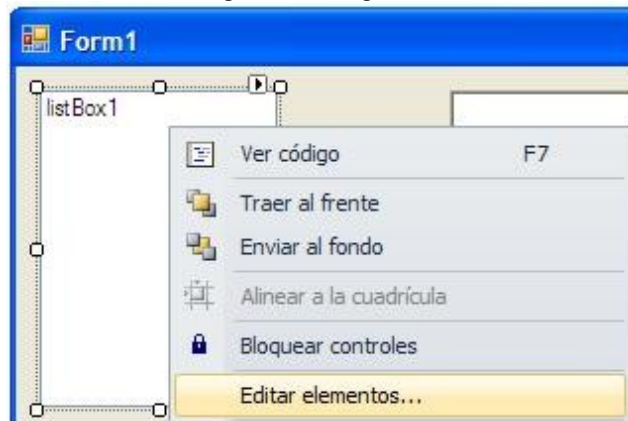 Form1
listBox1
Ver código F7
Traer al frente
Enviar al fondo
Alinear a la cuadrícula
Bloquear controles
Editar elementos...